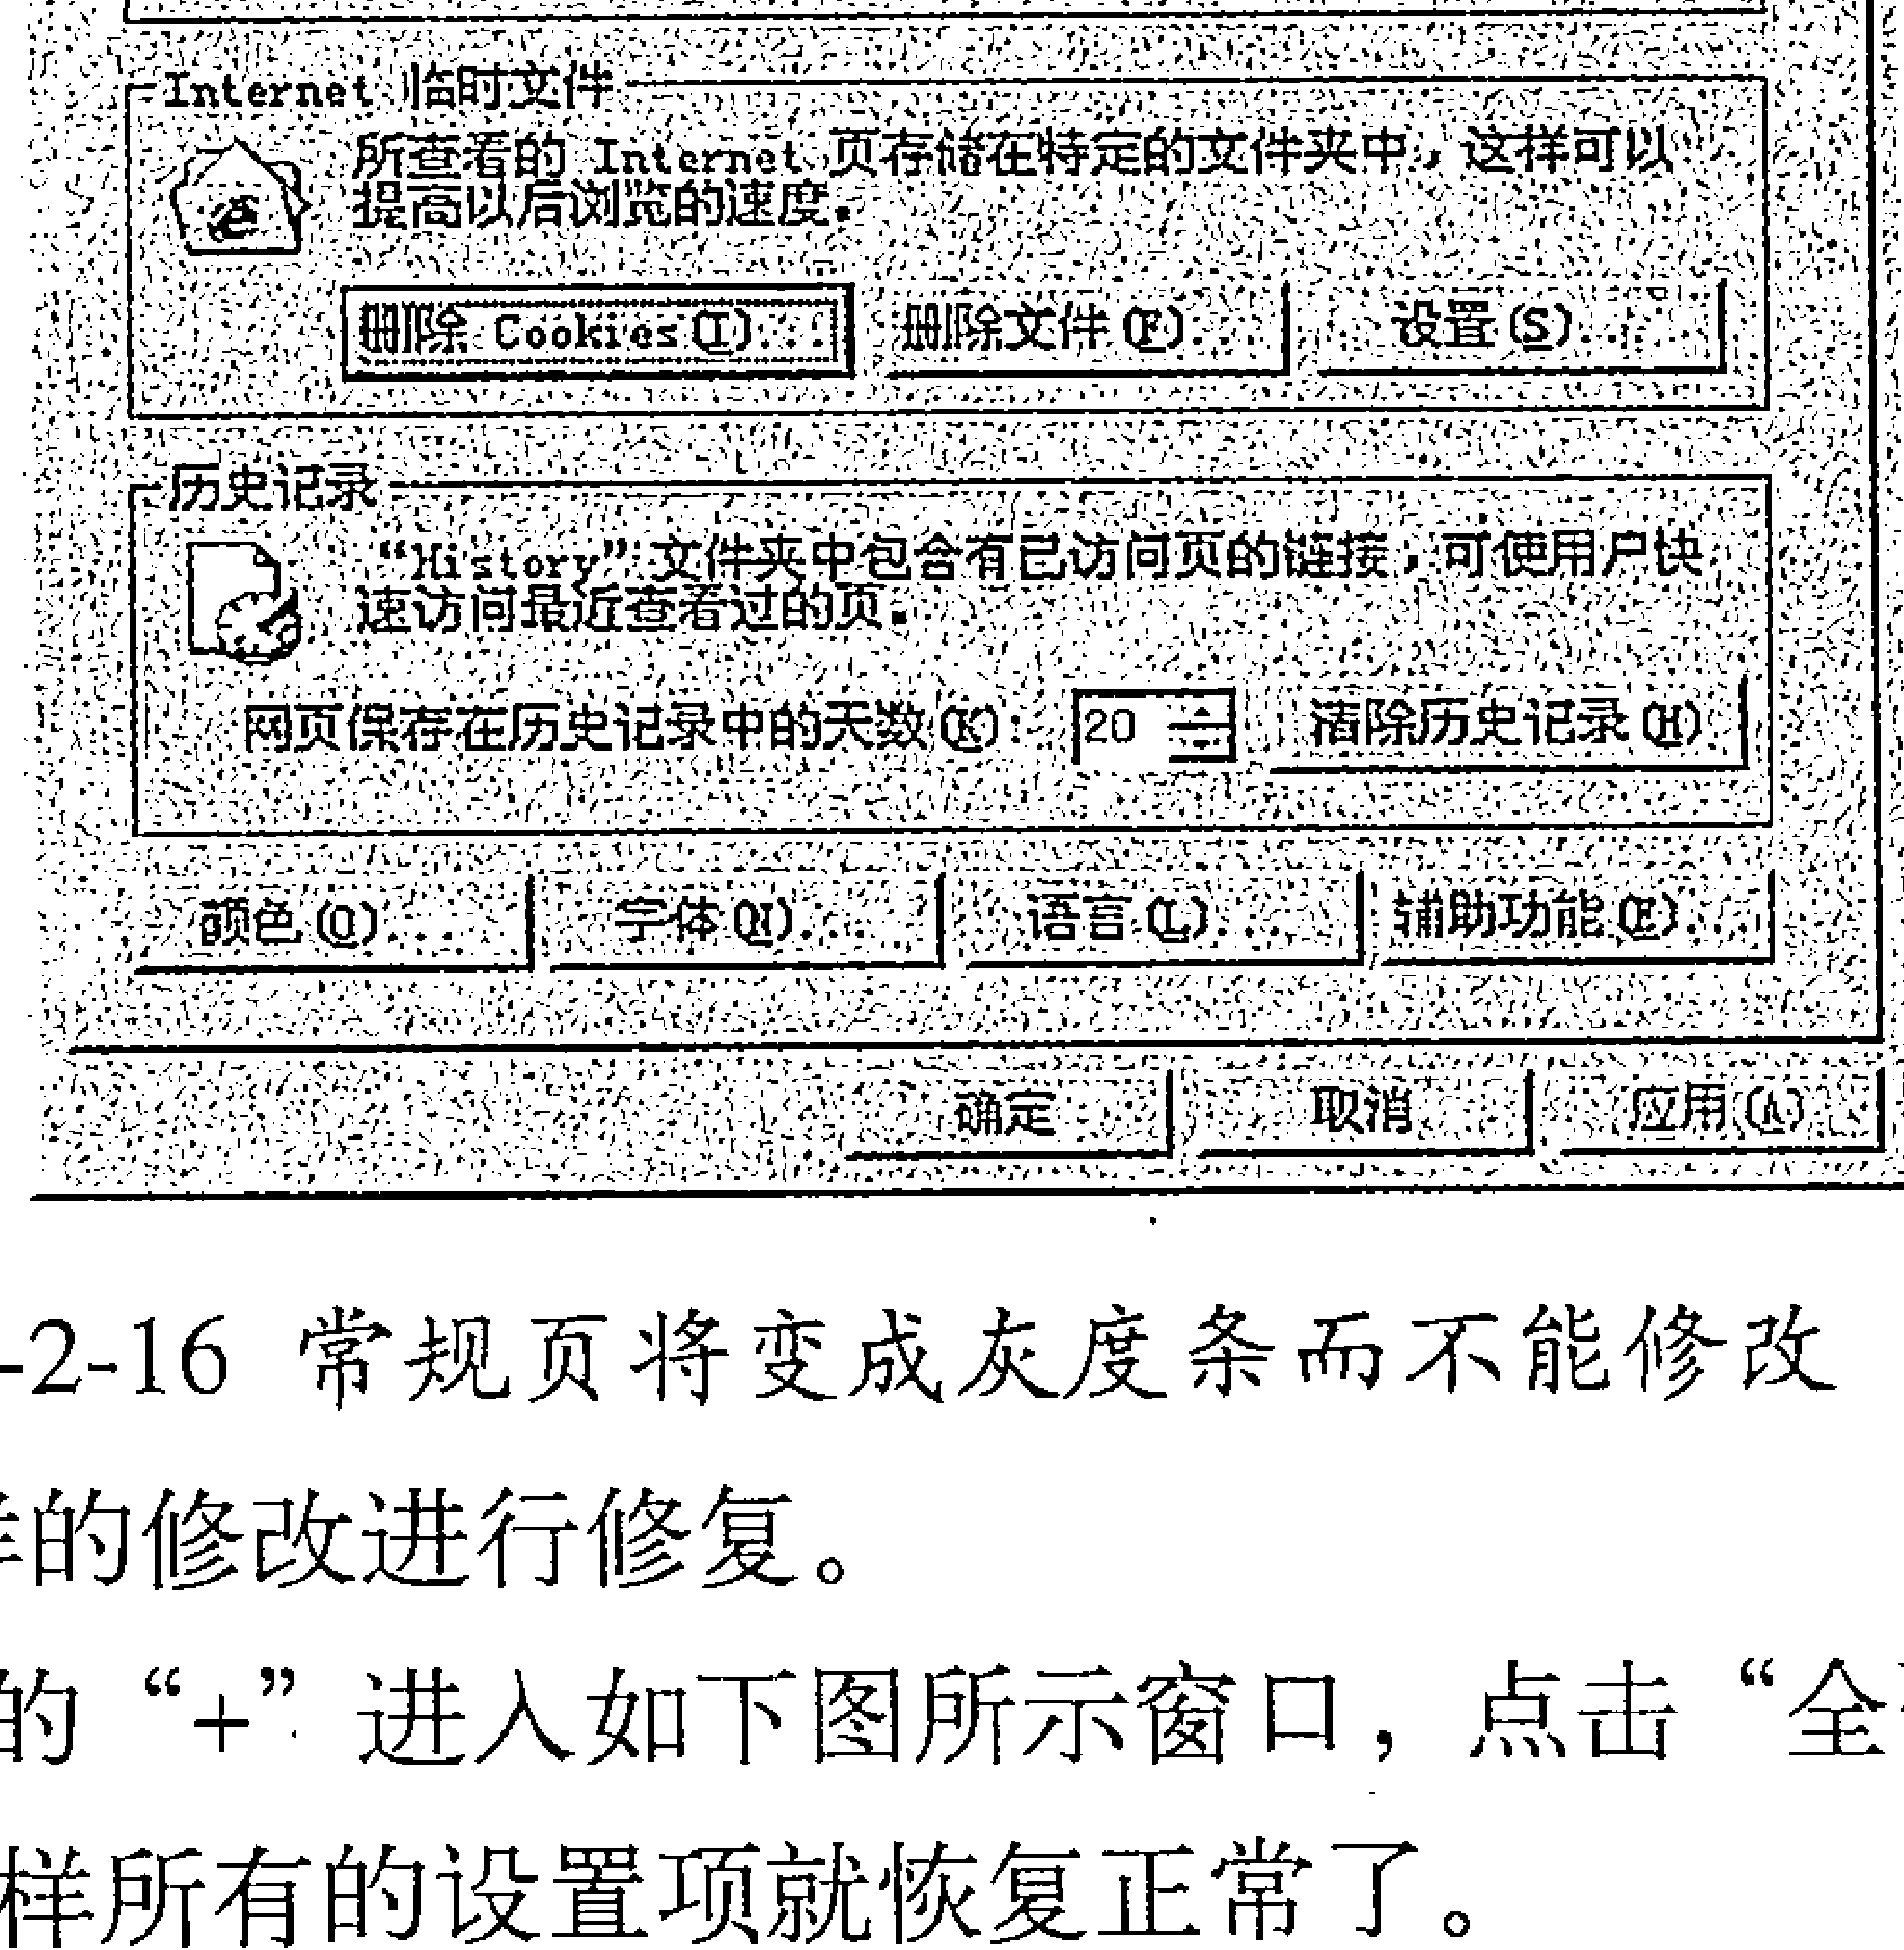 Internet 临时文件
所查看的 Internet 页存储在特定的文件夹中，这样可以
提高以后浏览的速度。
删除 Cookies(I)... 删除文件(F)... 设置(S)...
历史记录
“History” 文件夹中包含有已访问页的链接，可使用户快
速访问最近查看过的页。
网页保存在历史记录中的天数(K): 20 清除历史记录(H)
颜色(O)... 字体(N)... 语言(L)... 辅助功能(E)...
确定 取消 应用(A)
-2-16 常规页将变成灰度条而不能修改
的修改进行修复。
的“+”进入如下图所示窗口，点击“全
样所有的设置项就恢复正常了。